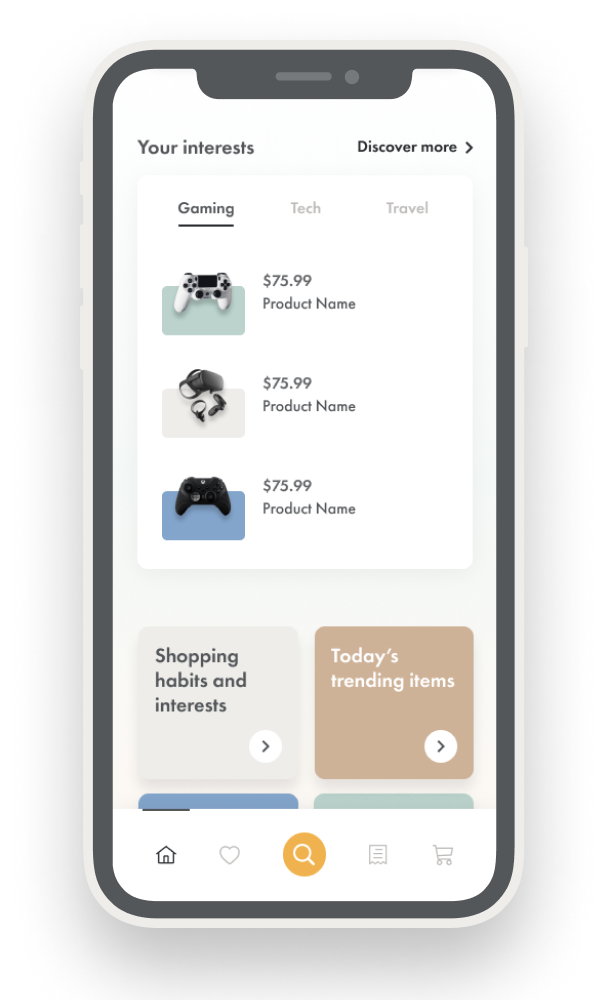 Your interests
Discover more
Gaming
Tech
Travel
$75.99
Product Name
$75.99
Product Name
$75.99
Product Name
Shopping
habits and
interests
Today’s
trending items